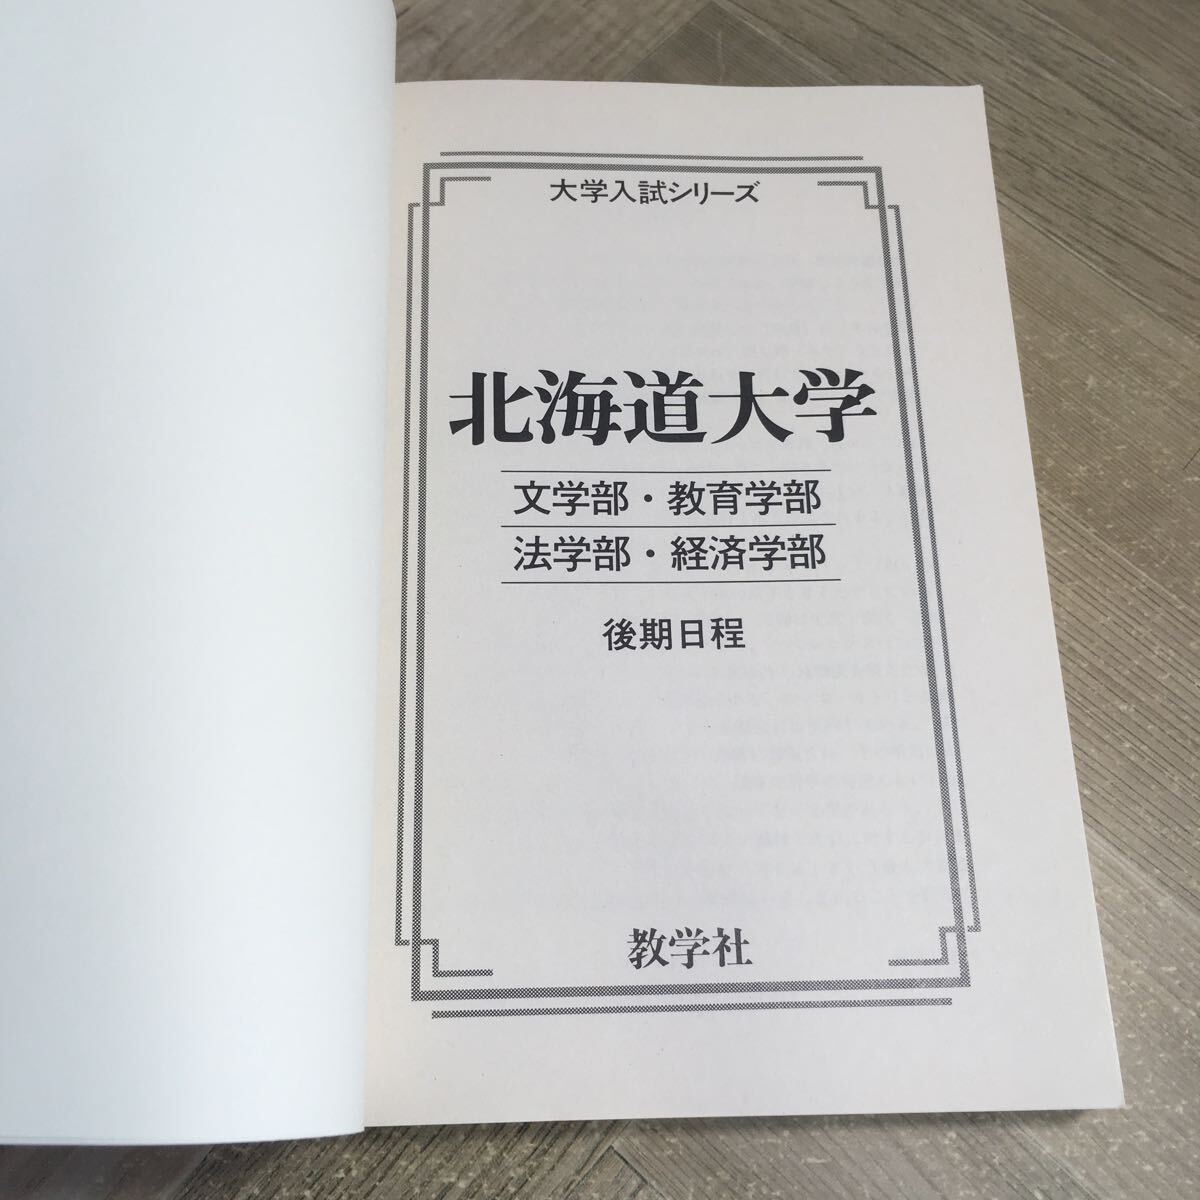 大学入試シリーズ
北海道大学
文学部・教育学部
法学部・経済学部
後期日程
教学社